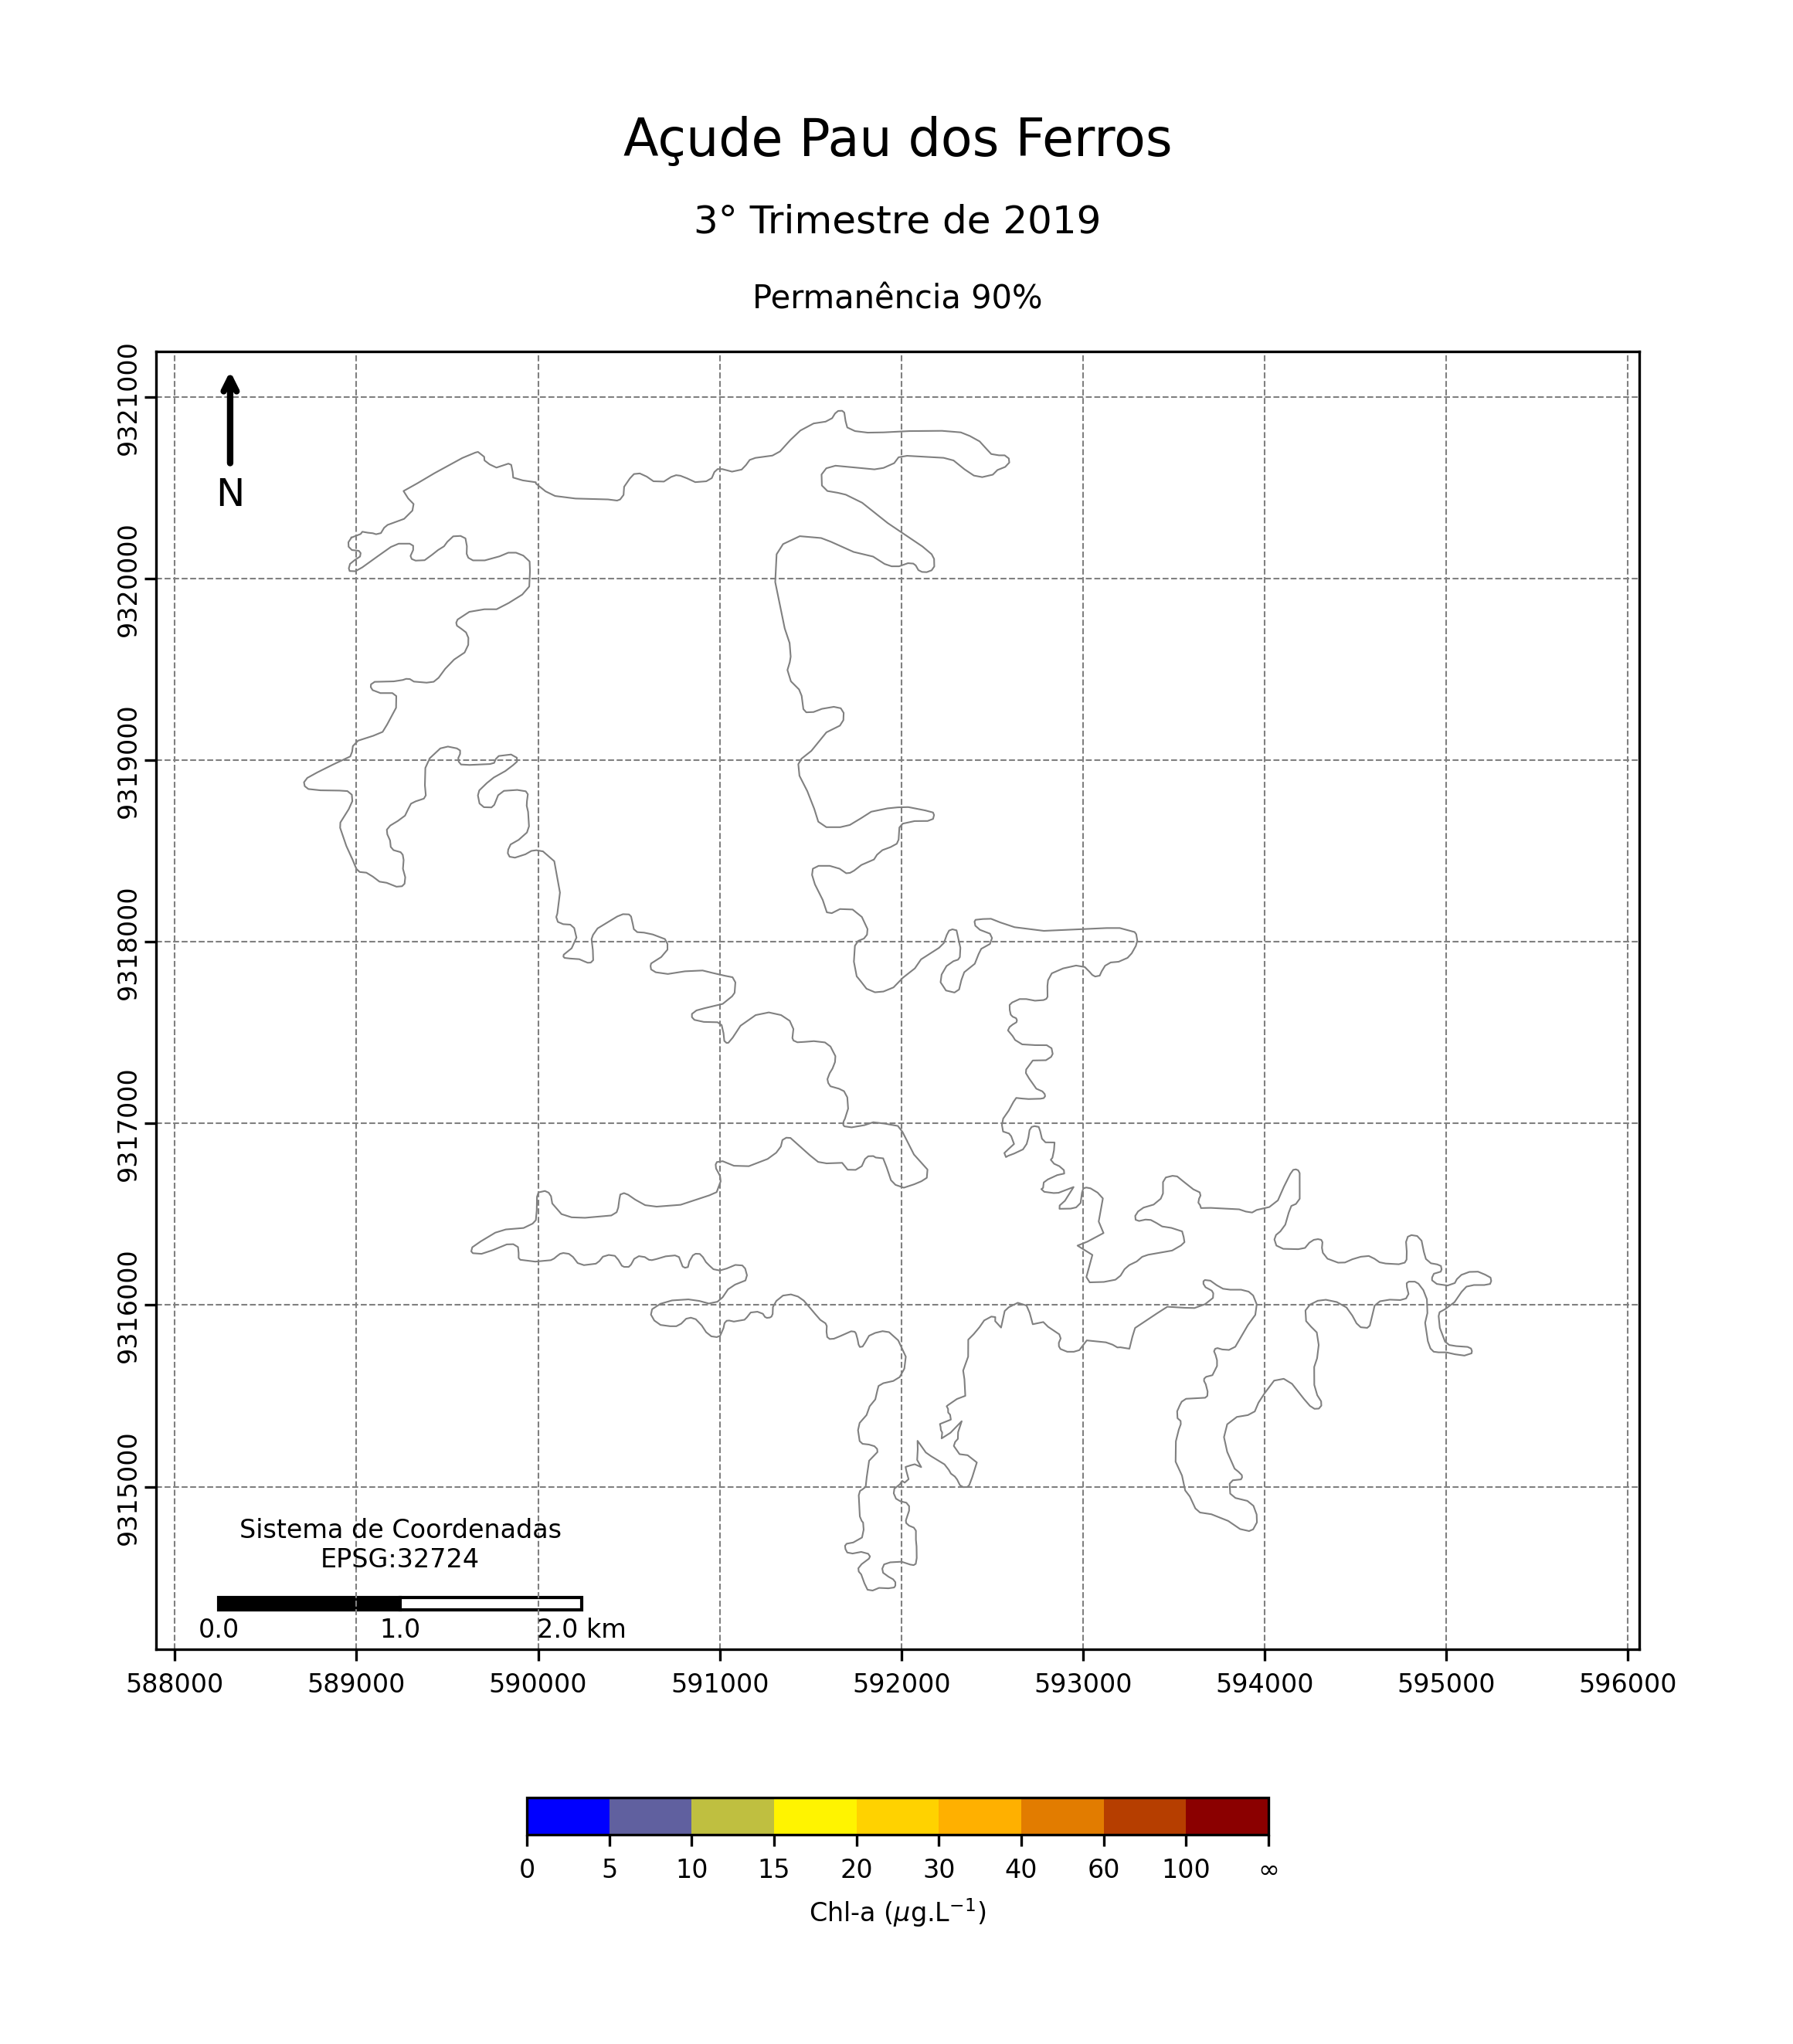 Açude Pau dos Ferros
3° Trimestre de 2019
Permanência 90%
9321000
9320000
9319000
9318000
9317000
9316000
9315000
N
Sistema de Coordenadas
EPSG:32724
0.0 1.0 2.0 km
588000 589000 590000 591000 592000 593000 594000 595000 596000
0 5 10 15 20 30 40 60 100 ∞
Chl-a (μg.L⁻¹)